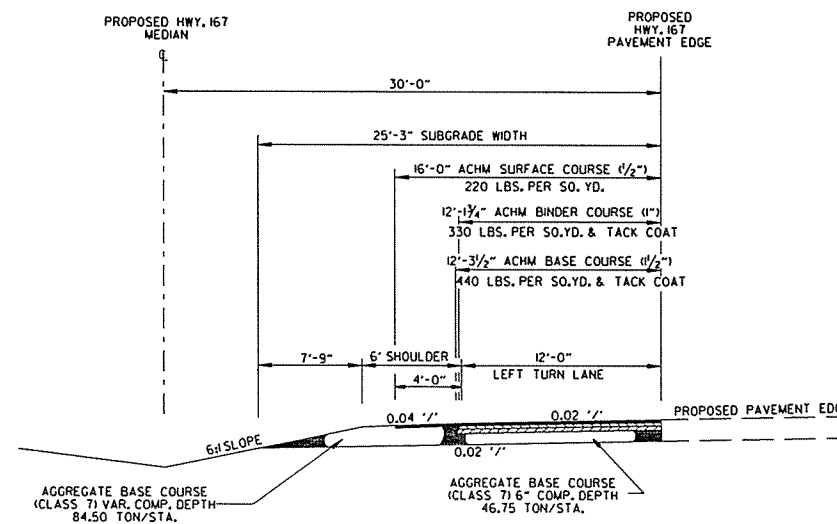 PROPOSED HWY. 167
MEDIAN
℄
PROPOSED
HWY. 167
PAVEMENT EDGE
30'-0"
25'-3" SUBGRADE WIDTH
16'-0" ACHM SURFACE COURSE (1/2")
220 LBS. PER SQ. YD.
12'-1 3/4" ACHM BINDER COURSE (1")
330 LBS. PER SQ.YD. & TACK COAT
12'-3 1/2" ACHM BASE COURSE (1 1/2")
440 LBS. PER SQ.YD. & TACK COAT
7'-9"
6' SHOULDER
12'-0"
4'-0"
LEFT TURN LANE
0.04 '/'
0.02 '/'
PROPOSED PAVEMENT EDG
6:1 SLOPE
0.02 '/'
AGGREGATE BASE COURSE
(CLASS 7) VAR. COMP. DEPTH
84.50 TON/STA.
AGGREGATE BASE COURSE
(CLASS 7) 6" COMP. DEPTH
46.75 TON/STA.